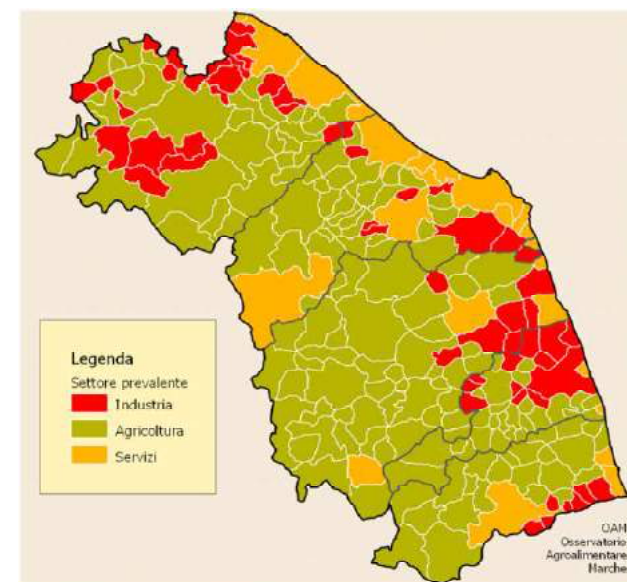 Legenda
Settore prevalente
Industria
Agricoltura
Servizi
OAM
Osservatorio
Agroalimentare
Marche